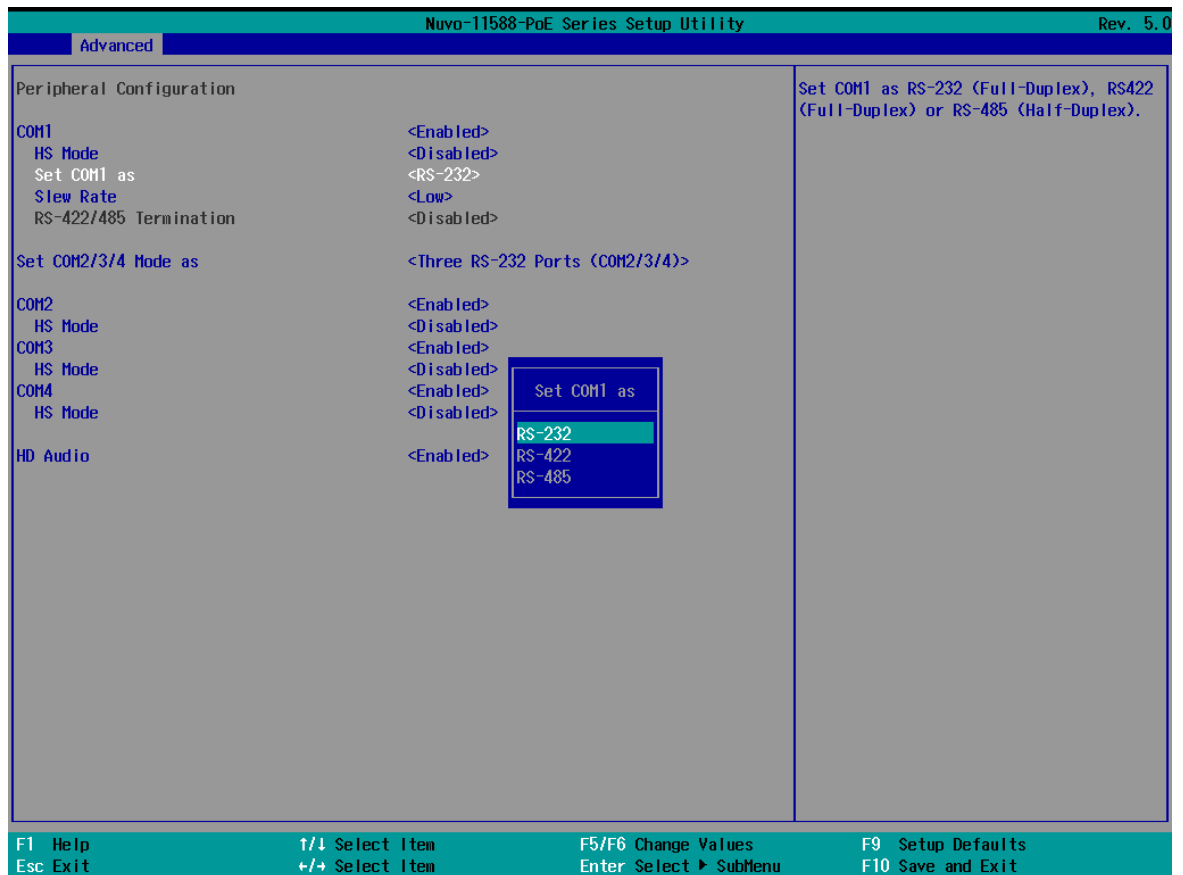 Nuvo-11588-PoE Series Setup Utility Rev. 5.0
Advanced
Peripheral Configuration
COM1 <Enabled>
HS Mode <Disabled>
Set COM1 as <RS-232>
Slew Rate <Low>
RS-422/485 Termination <Disabled>
Set COM2/3/4 Mode as <Three RS-232 Ports (COM2/3/4)>
COM2 <Enabled>
HS Mode <Disabled>
COM3 <Enabled>
HS Mode <Disabled>
COM4 <Enabled>
HS Mode <Disabled>
HD Audio <Enabled>
Set COM1 as
RS-232
RS-422
RS-485
Set COM1 as RS-232 (Full-Duplex), RS422
(Full-Duplex) or RS-485 (Half-Duplex).
F1 Help ↑/↓ Select Item F5/F6 Change Values F9 Setup Defaults
Esc Exit ←/→ Select Item Enter Select ▶ SubMenu F10 Save and Exit